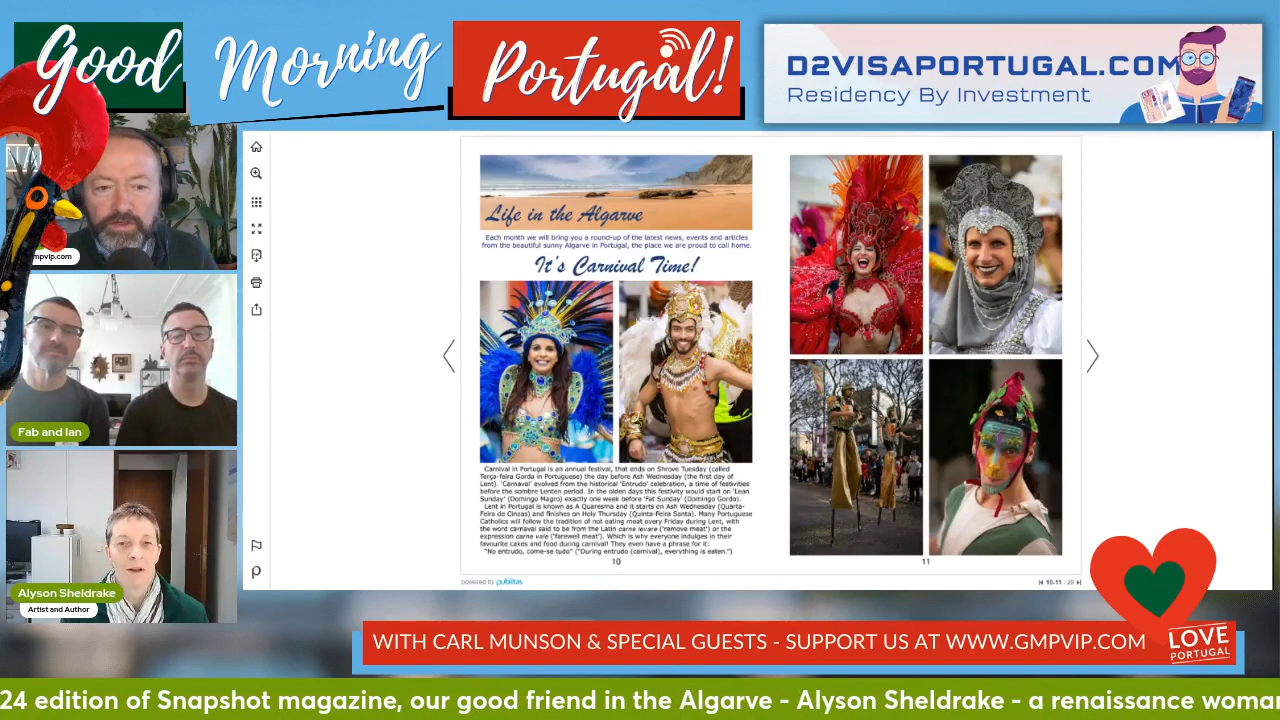 Good Morning Portugal!
D2VISAPORTUGAL.COM
Residency By Investment
mpvip.com
Fab and Ian
Alyson Sheldrake
Artist and Author
Life in the Algarve
Each month we will bring you a round-up of the latest news, events and articles
from the beautiful sunny Algarve in Portugal, the place we are proud to call home.
It's Carnival Time!
Carnival in Portugal is an annual festival, that ends on Shrove Tuesday (called
Terça-feira Gorda in Portuguese) the day before Ash Wednesday (the first day of
Lent). 'Carnaval' evolved from the historical 'Entrudo' celebration, a time of festivities
before the sombre Lenten period. In the olden days this festivity would start on 'Lean
Sunday' (Domingo Magro) exactly one week before 'Fat Sunday' (Domingo Gordo).
Lent in Portugal is known as A Quaresma and it starts on Ash Wednesday (Quarta-
Feira de Cinzas) and finishes on Holy Thursday (Quinta-Feira Santa). Many Portuguese
Catholics will follow the tradition of not eating meat every Friday during Lent, with
the word carnaval said to be from the Latin carne levare ('remove meat') or the
expression carne vale ('farewell meat'). Which is why everyone indulges in their
favourite cakes and food during carnival! They even have a phrase for it:
"No entrudo, come-se tudo" ("During entrudo (carnival), everything is eaten.")
10
11
powered by publitas
10-11 / 29
WITH CARL MUNSON & SPECIAL GUESTS - SUPPORT US AT WWW.GMPVIP.COM
LOVE
PORTUGAL
24 edition of Snapshot magazine, our good friend in the Algarve - Alyson Sheldrake - a renaissance woma